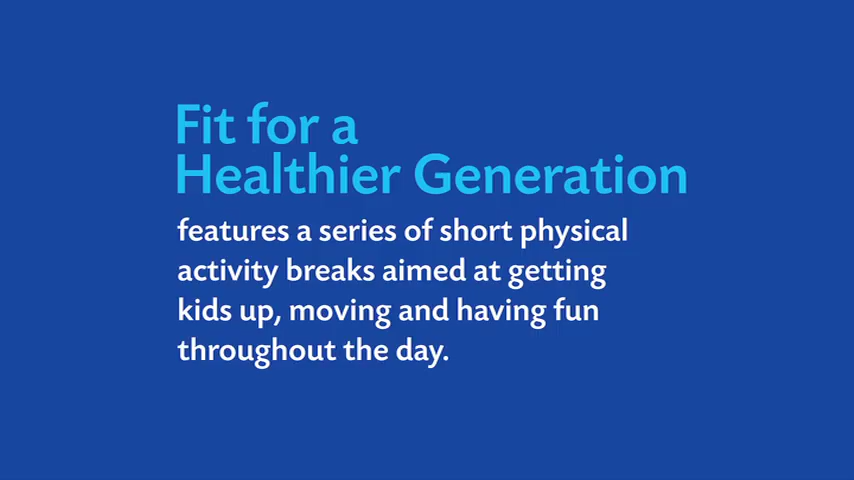 Fit for a
Healthier Generation
features a series of short physical
activity breaks aimed at getting
kids up, moving and having fun
throughout the day.